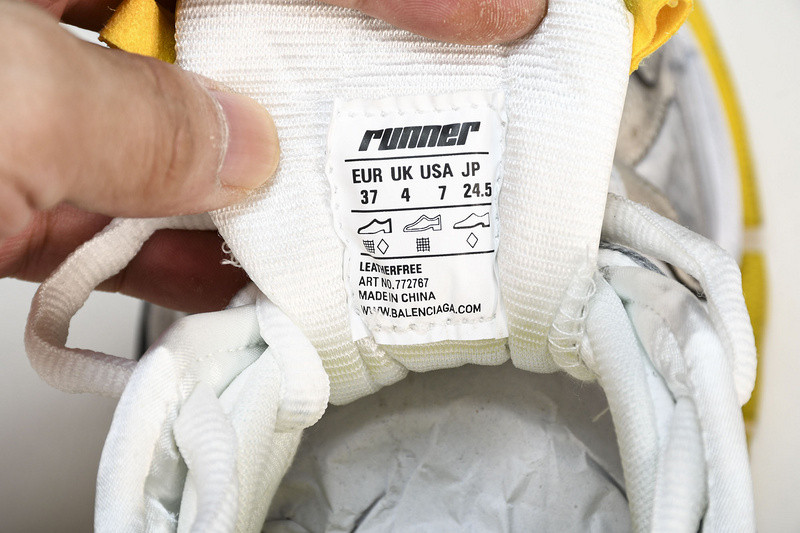 runner
EUR UK USA JP
37 4 7 24.5
LEATHERFREE
ART NO.772767
MADE IN CHINA
WWW.BALENCIAGA.COM